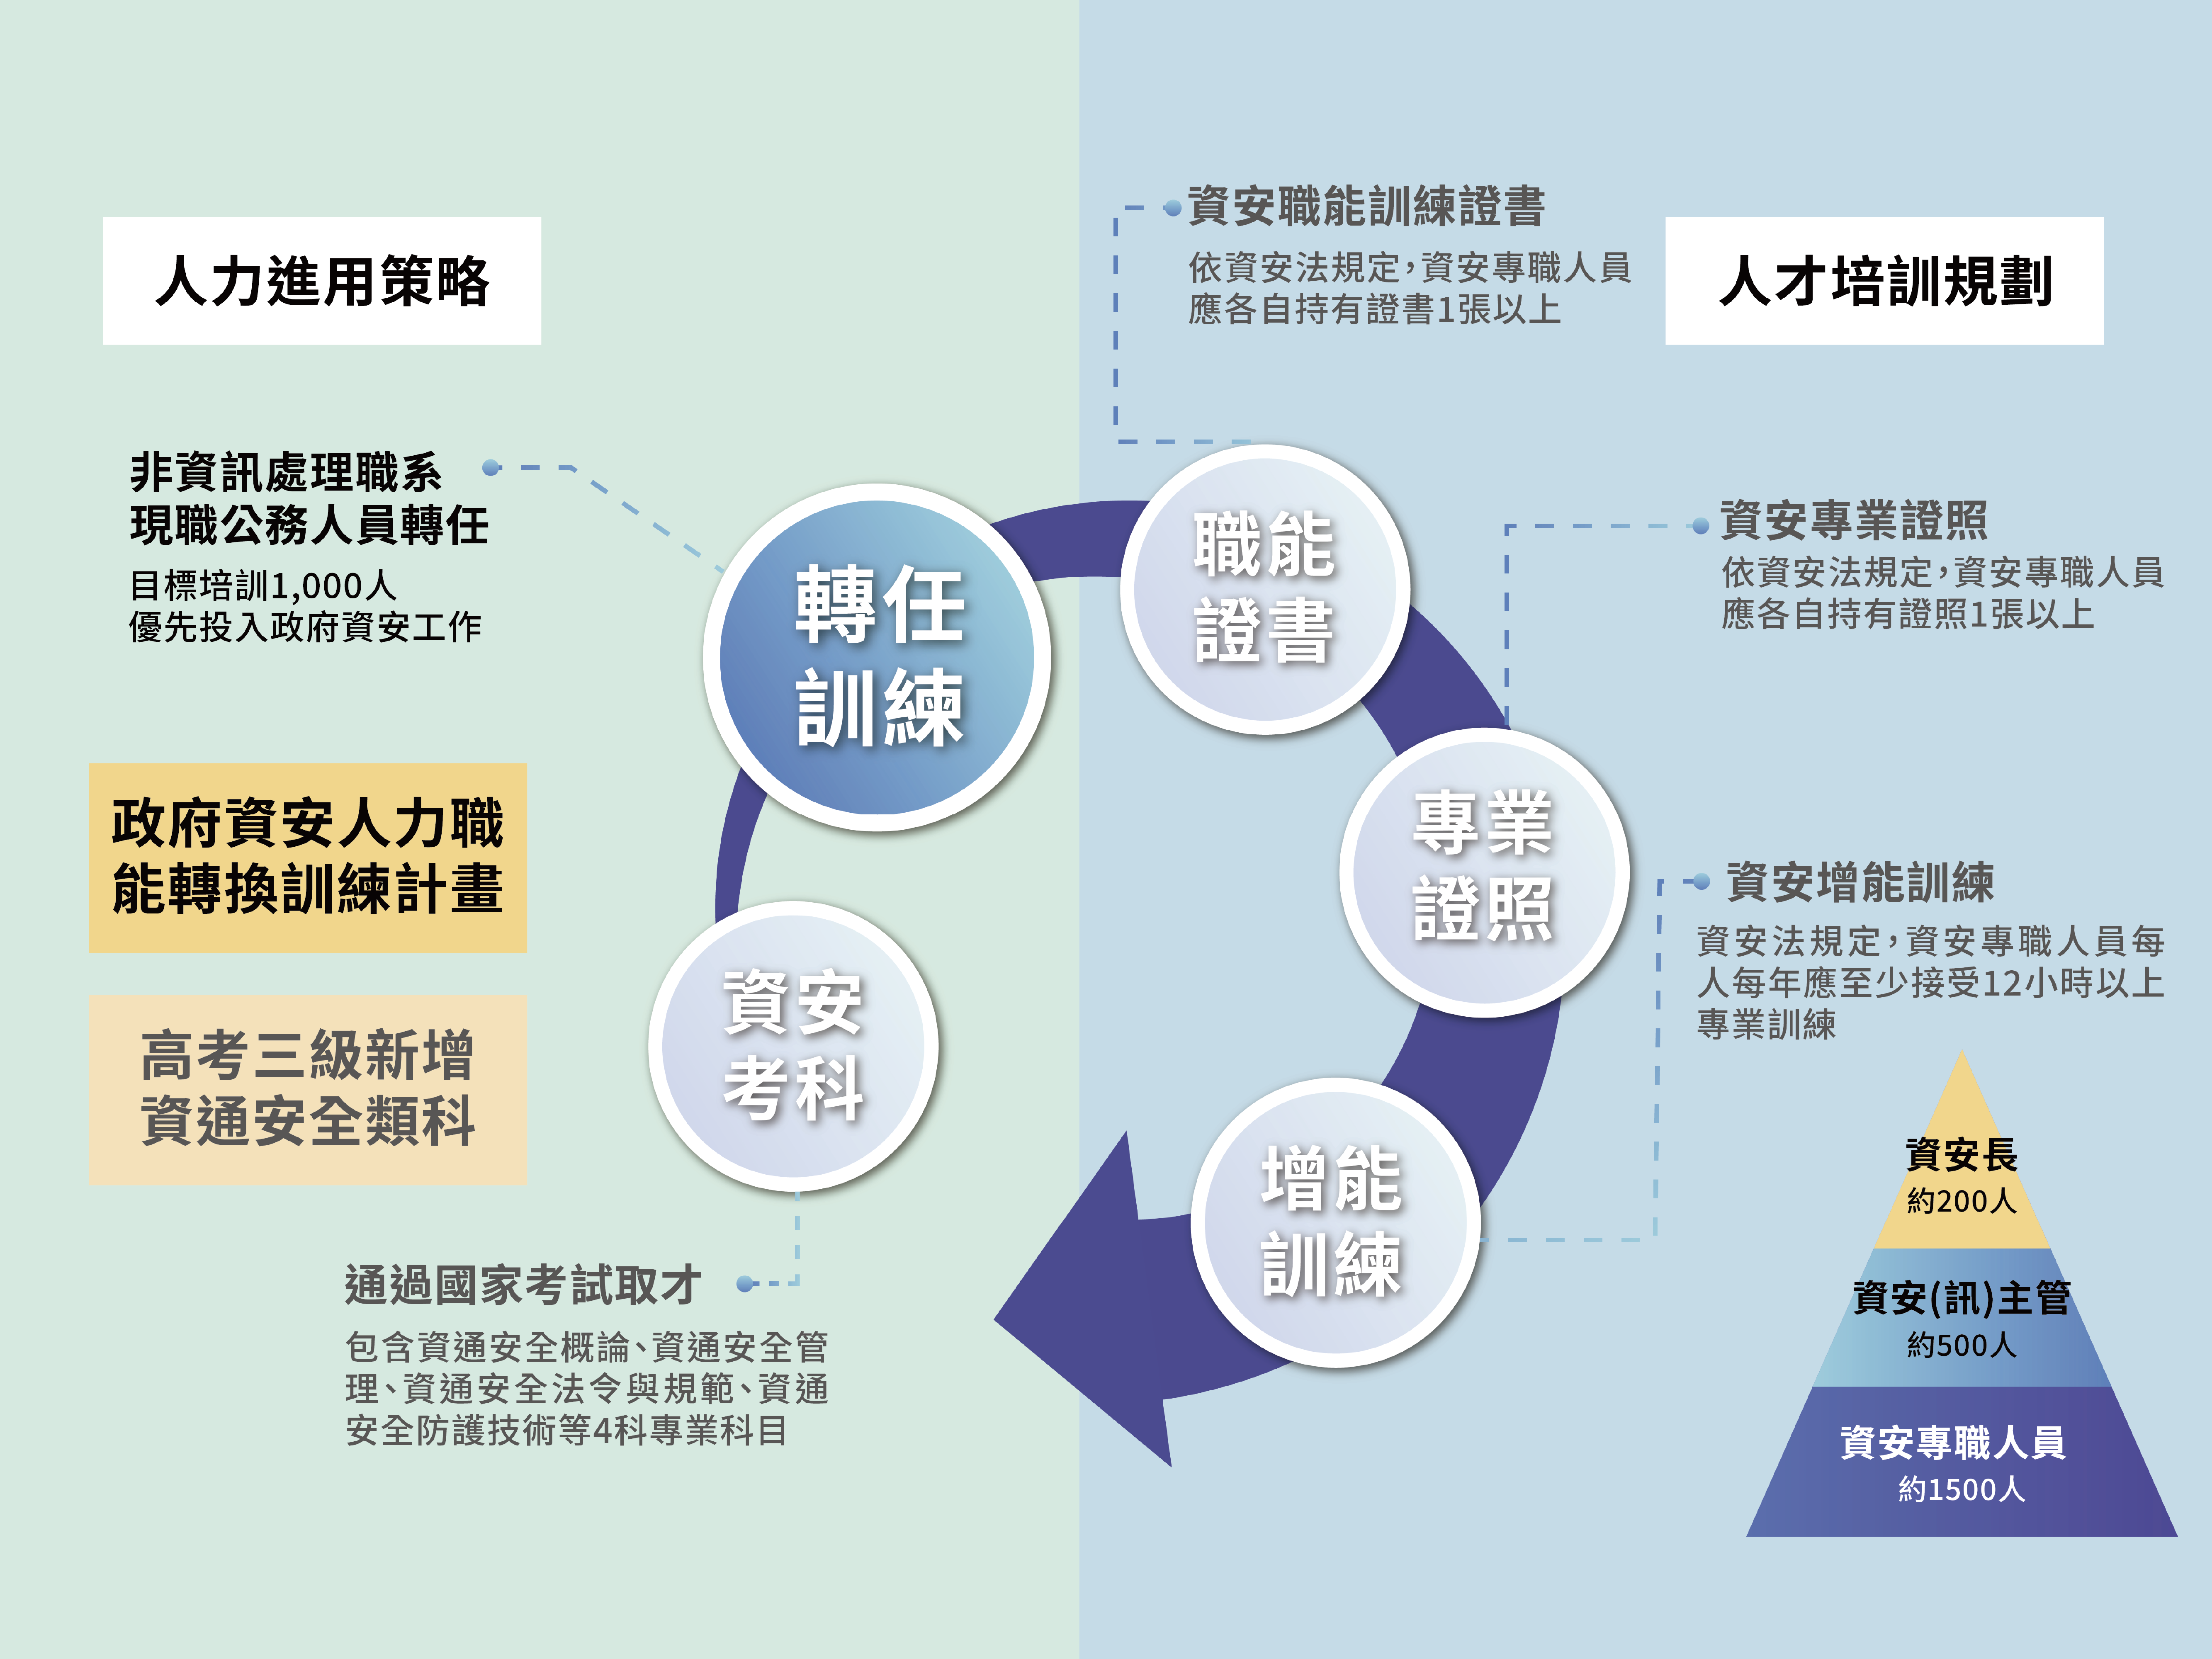 人力進用策略
非資訊處理職系
現職公務人員轉任
目標培訓1,000人
優先投入政府資安工作
政府資安人力職
能轉換訓練計畫
高考三級新增
資通安全類科
通過國家考試取才
包含資通安全概論、資通安全管
理、資通安全法令與規範、資通
安全防護技術等4科專業科目
資安
考科
轉任
訓練
職能
證書
專業
證照
增能
訓練
人才培訓規劃
資安職能訓練證書
依資安法規定，資安專職人員
應各自持有證書1張以上
資安專業證照
依資安法規定，資安專職人員
應各自持有證照1張以上
資安增能訓練
資安法規定，資安專職人員每
人每年應至少接受12小時以上
專業訓練
資安長
約200人
資安(訊)主管
約500人
資安專職人員
約1500人